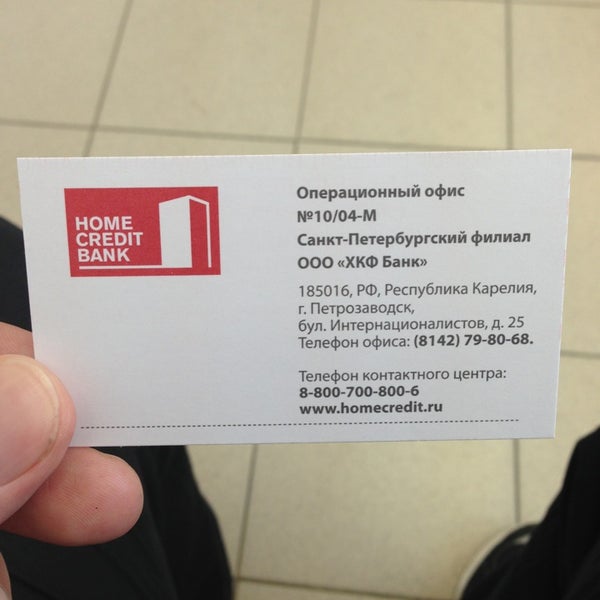 HOME
CREDIT
BANK
Операционный офис
№10/04-М
Санкт-Петербургский филиал
ООО «ХКФ Банк»
185016, РФ, Республика Карелия,
г. Петрозаводск,
бул. Интернационалистов, д. 25
Телефон офиса: (8142) 79-80-68.
Телефон контактного центра:
8-800-700-800-6
www.homecredit.ru